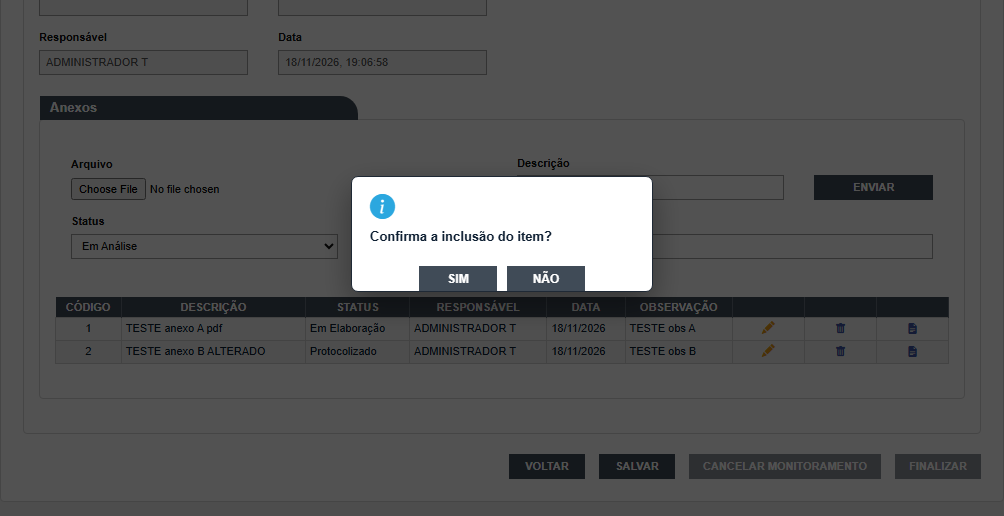 Responsável Data
ADMINISTRADOR T 18/11/2026, 19:06:58
Anexos
Arquivo Descrição
Choose File No file chosen ENVIAR
Status
Em Análise
Confirma a inclusão do item?
SIM NÃO
CÓDIGO DESCRIÇÃO STATUS RESPONSÁVEL DATA OBSERVAÇÃO
1 TESTE anexo A pdf Em Elaboração ADMINISTRADOR T 18/11/2026 TESTE obs A
2 TESTE anexo B ALTERADO Protocolizado ADMINISTRADOR T 18/11/2026 TESTE obs B
VOLTAR SALVAR CANCELAR MONITORAMENTO FINALIZAR